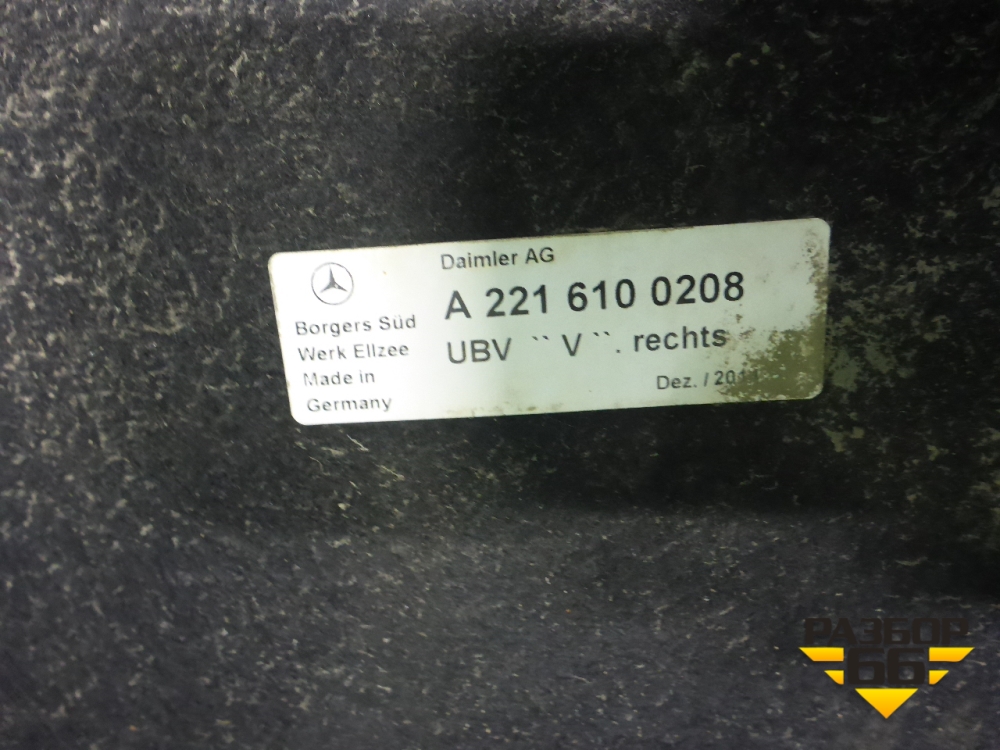 Daimler AG
A 221 610 0208
UBV `` V ``. rechts
Dez. /
Borgers Süd
Werk Ellzee
Made in
Germany
РАЗБОР
66